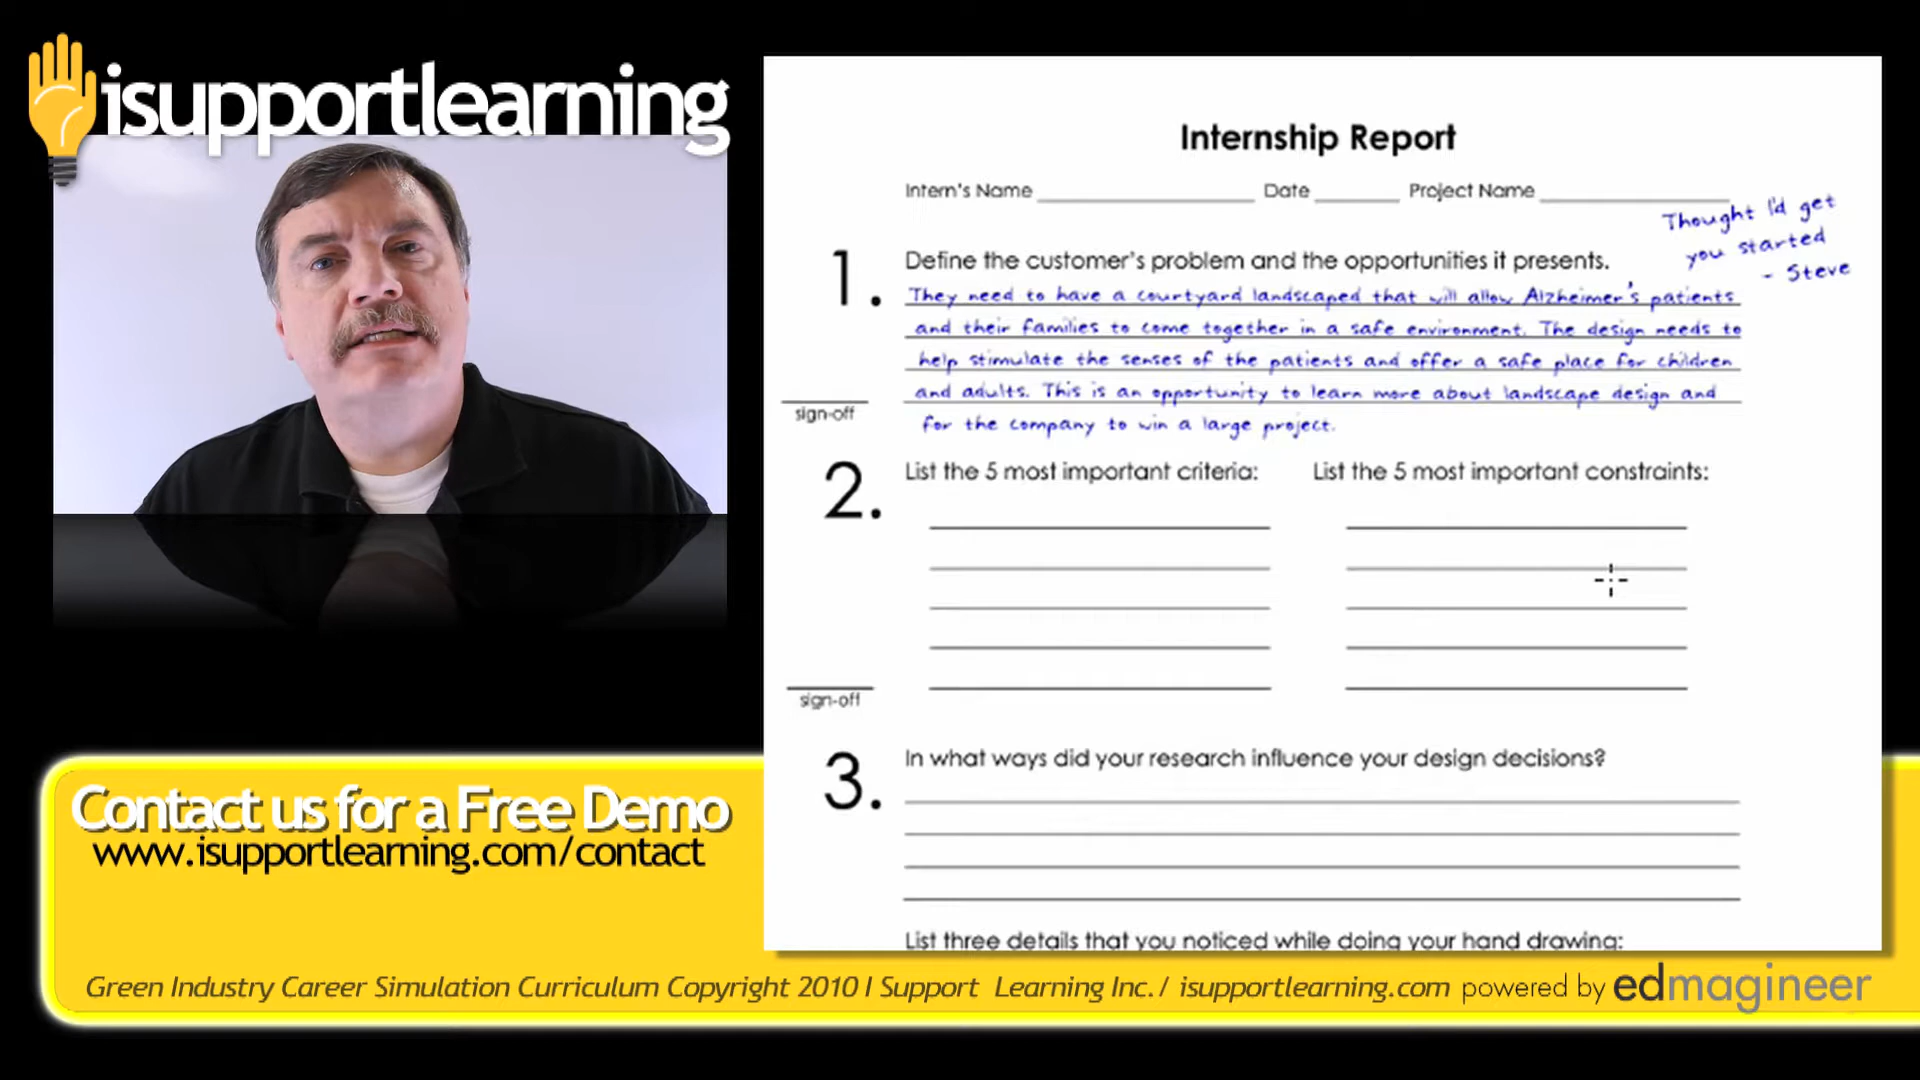 isupportlearning
Internship Report
Intern's Name Date Project Name
Thought I'd get
you started
- Steve
1. Define the customer's problem and the opportunities it presents.
They need to have a courtyard landscaped that will allow Alzheimer's patients
and their families to come together in a safe environment. The design needs to
help stimulate the senses of the patients and offer a safe place for children
and adults. This is an opportunity to learn more about landscape design and
for the company to win a large project.
sign-off
2. List the 5 most important criteria: List the 5 most important constraints:
sign-off
3. In what ways did your research influence your design decisions?
List three details that you noticed while doing your hand drawing:
Contact us for a Free Demo
www.isupportlearning.com/contact
Green Industry Career Simulation Curriculum Copyright 2010 I Support Learning Inc. / isupportlearning.com powered by edmagineer